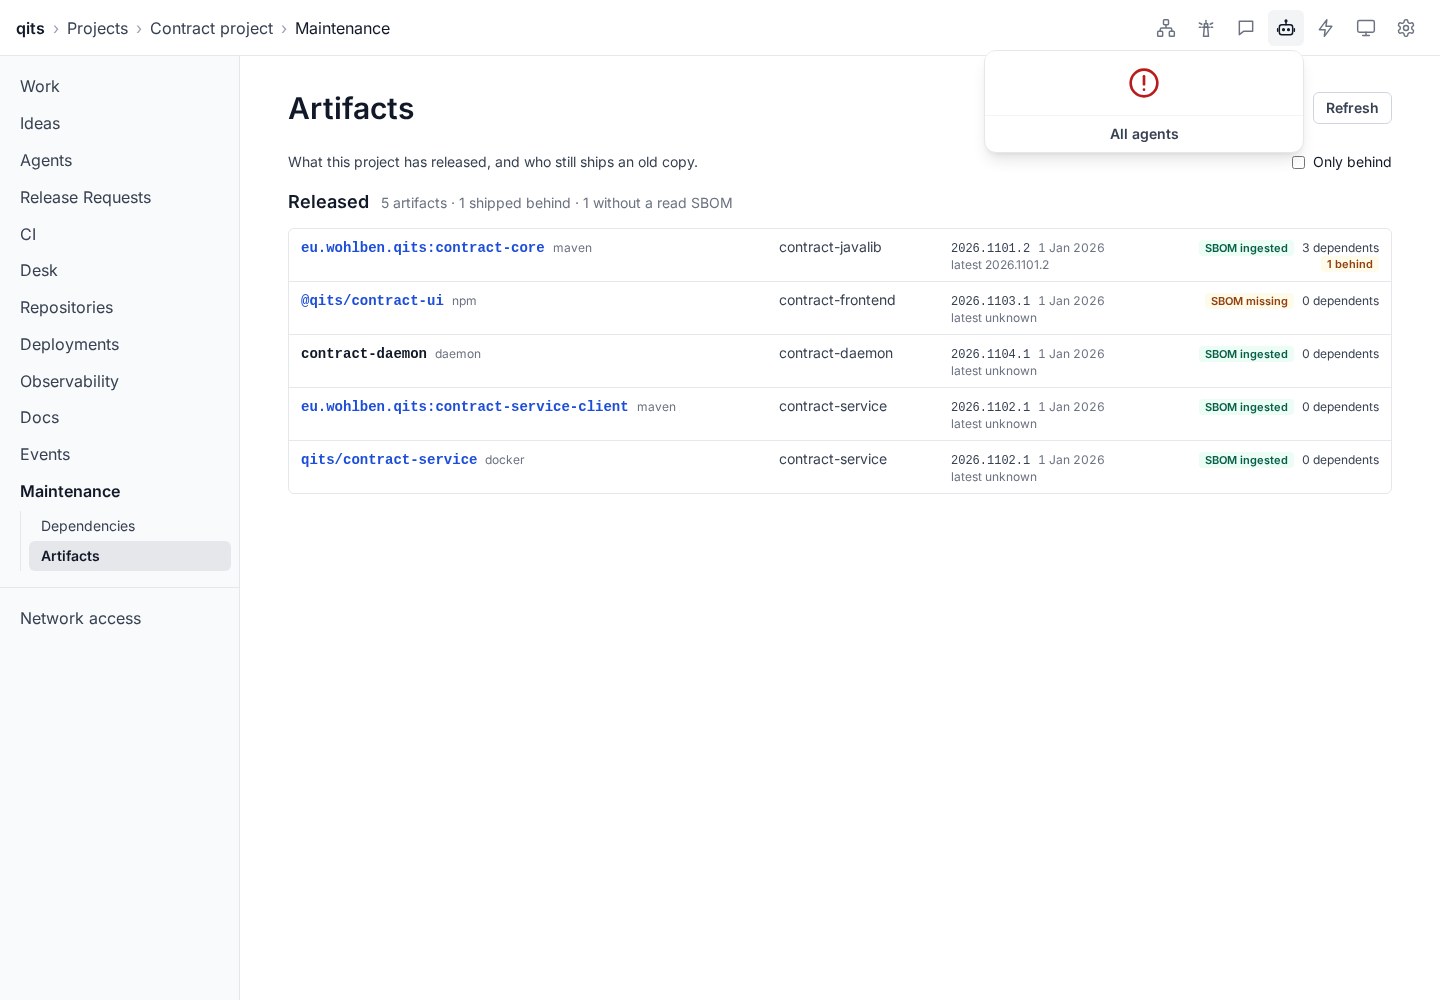 qits › Projects › Contract project › Maintenance
All agents
Work
Ideas
Agents
Release Requests
CI
Desk
Repositories
Deployments
Observability
Docs
Events
Maintenance
Dependencies
Artifacts
Network access
Artifacts
Refresh
What this project has released, and who still ships an old copy.
Only behind
Released 5 artifacts · 1 shipped behind · 1 without a read SBOM
eu.wohlben.qits:contract-core maven contract-javalib 2026.1101.2 1 Jan 2026 SBOM ingested 3 dependents
latest 2026.1101.2 1 behind
@qits/contract-ui npm contract-frontend 2026.1103.1 1 Jan 2026 SBOM missing 0 dependents
latest unknown
contract-daemon daemon contract-daemon 2026.1104.1 1 Jan 2026 SBOM ingested 0 dependents
latest unknown
eu.wohlben.qits:contract-service-client maven contract-service 2026.1102.1 1 Jan 2026 SBOM ingested 0 dependents
latest unknown
qits/contract-service docker contract-service 2026.1102.1 1 Jan 2026 SBOM ingested 0 dependents
latest unknown